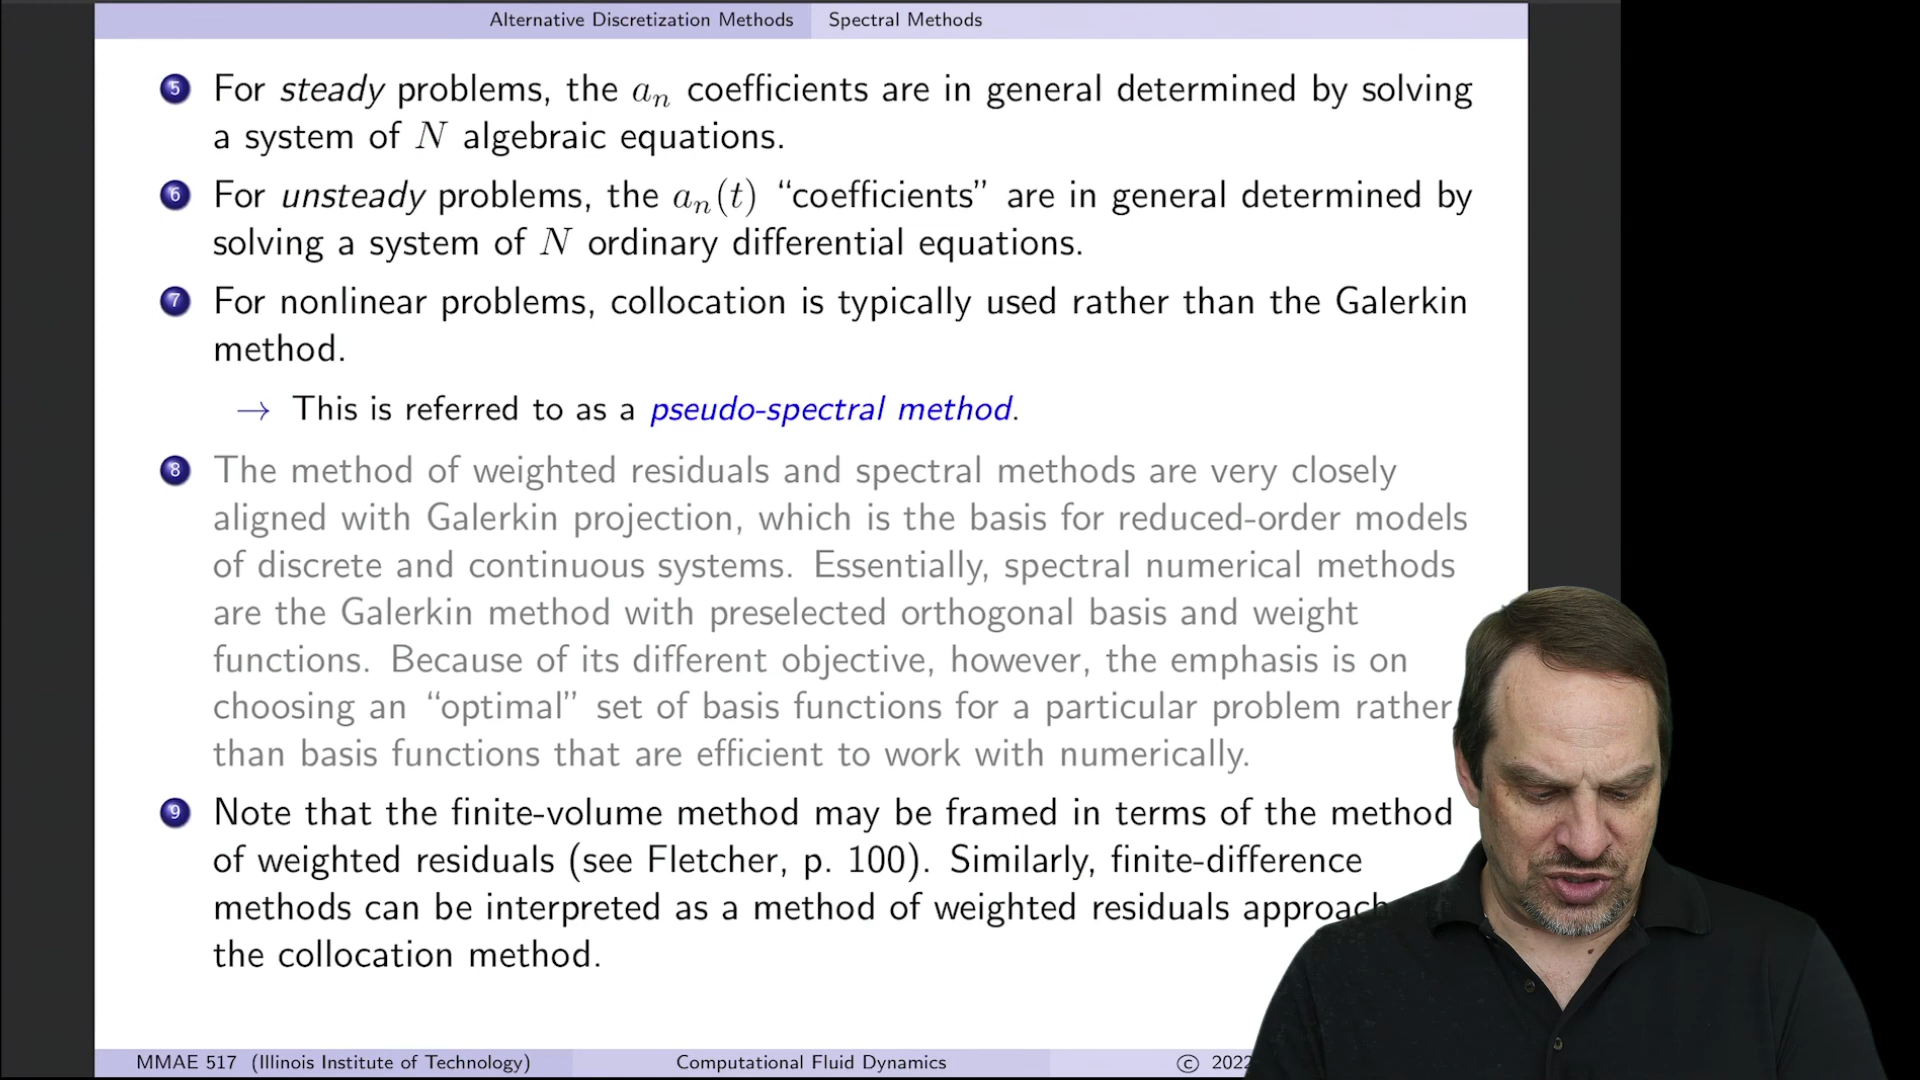 Alternative Discretization Methods Spectral Methods
5 For steady problems, the aₙ coefficients are in general determined by solving
a system of N algebraic equations.
6 For unsteady problems, the aₙ(t) “coefficients” are in general determined by
solving a system of N ordinary differential equations.
7 For nonlinear problems, collocation is typically used rather than the Galerkin
method.
→ This is referred to as a pseudo-spectral method.
8 The method of weighted residuals and spectral methods are very closely
aligned with Galerkin projection, which is the basis for reduced-order models
of discrete and continuous systems. Essentially, spectral numerical methods
are the Galerkin method with preselected orthogonal basis and weight
functions. Because of its different objective, however, the emphasis is on
choosing an “optimal” set of basis functions for a particular problem rather
than basis functions that are efficient to work with numerically.
9 Note that the finite-volume method may be framed in terms of the method
of weighted residuals (see Fletcher, p. 100). Similarly, finite-difference
methods can be interpreted as a method of weighted residuals approach
the collocation method.
MMAE 517 (Illinois Institute of Technology) Computational Fluid Dynamics © 2022